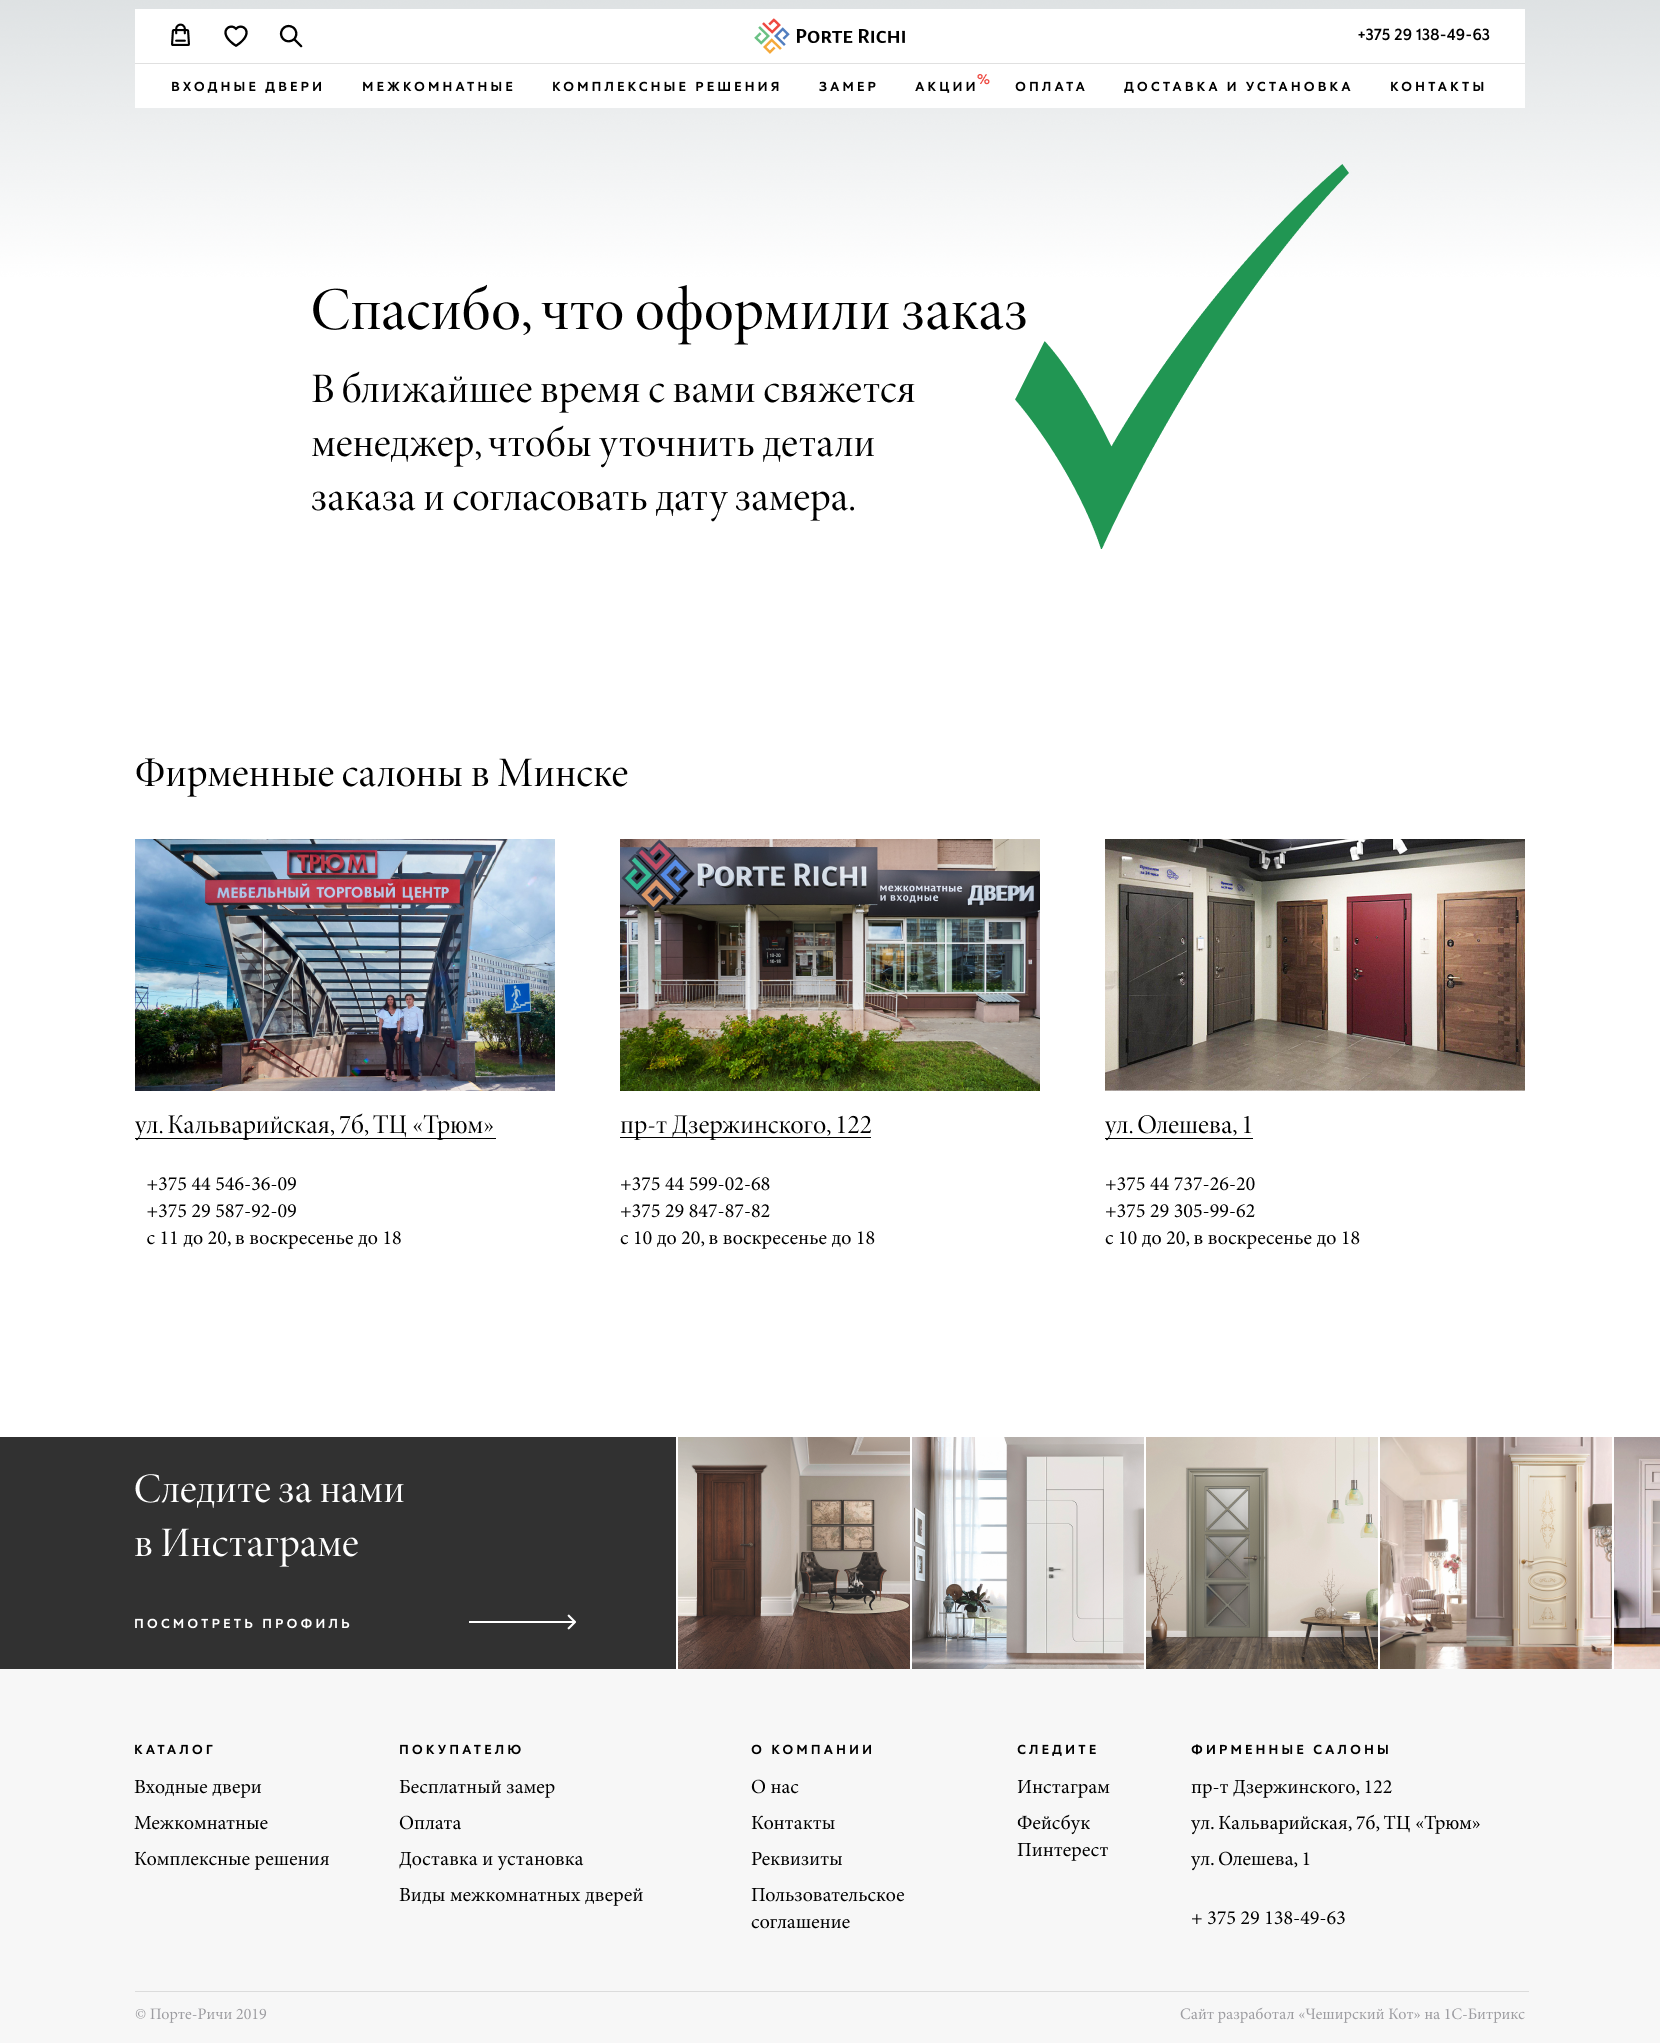 PORTE RICHI
+375 29 138-49-63
ВХОДНЫЕ ДВЕРИ
МЕЖКОМНАТНЫЕ
КОМПЛЕКСНЫЕ РЕШЕНИЯ
ЗАМЕР
АКЦИИ%
ОПЛАТА
ДОСТАВКА И УСТАНОВКА
КОНТАКТЫ
Спасибо, что оформили заказ
В ближайшее время с вами свяжется
менеджер, чтобы уточнить детали
заказа и согласовать дату замера.
Фирменные салоны в Минске
ТРЮМ
МЕБЕЛЬНЫЙ ТОРГОВЫЙ ЦЕНТР
PORTE RICHI
межкомнатные
и входные
ДВЕРИ
ул. Кальварийская, 7б, ТЦ «Трюм»
+375 44 546-36-09
+375 29 587-92-09
с 11 до 20, в воскресенье до 18
пр-т Дзержинского, 122
+375 44 599-02-68
+375 29 847-87-82
с 10 до 20, в воскресенье до 18
ул. Олешева, 1
+375 44 737-26-20
+375 29 305-99-62
с 10 до 20, в воскресенье до 18
Следите за нами
в Инстаграме
ПОСМОТРЕТЬ ПРОФИЛЬ
КАТАЛОГ
Входные двери
Межкомнатные
Комплексные решения
ПОКУПАТЕЛЮ
Бесплатный замер
Оплата
Доставка и установка
Виды межкомнатных дверей
О КОМПАНИИ
О нас
Контакты
Реквизиты
Пользовательское
соглашение
СЛЕДИТЕ
Инстаграм
Фейсбук
Пинтерест
ФИРМЕННЫЕ САЛОНЫ
пр-т Дзержинского, 122
ул. Кальварийская, 7б, ТЦ «Трюм»
ул. Олешева, 1
+ 375 29 138-49-63
© Порте-Ричи 2019
Сайт разработал «Чеширский Кот» на 1С-Битрикс